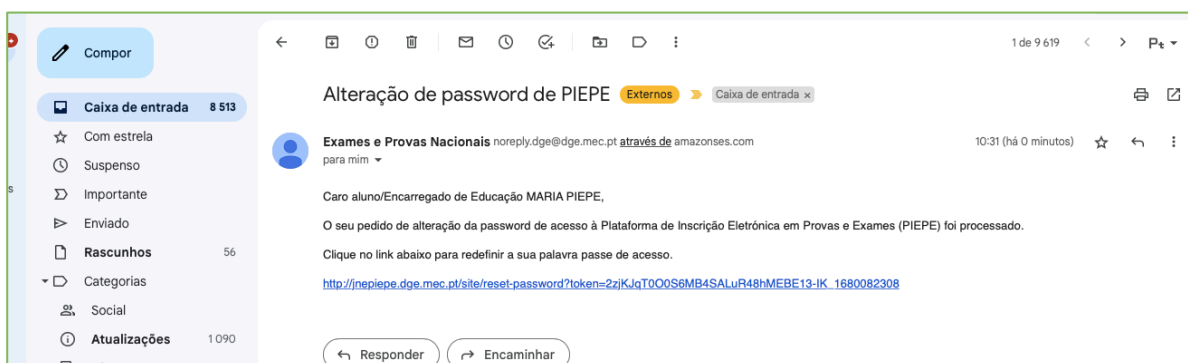 Compor
1 de 9 619
Alteração de password de PIEPE Externos Caixa de entrada ×
Caixa de entrada 8 513
Com estrela
Suspenso
Importante
Enviado
Rascunhos 56
Categorias
Social
Atualizações 1 090
Exames e Provas Nacionais noreply.dge@dge.mec.pt através de amazonses.com 10:31 (há 0 minutos)
para mim
Caro aluno/Encarregado de Educação MARIA PIEPE,
O seu pedido de alteração da password de acesso à Plataforma de Inscrição Eletrónica em Provas e Exames (PIEPE) foi processado.
Clique no link abaixo para redefinir a sua palavra passe de acesso.
http://jnepiepe.dge.mec.pt/site/reset-password?token=2zjKJqT0O0S6MB4SALuR48hMEBE13-IK_1680082308
Responder
Encaminhar